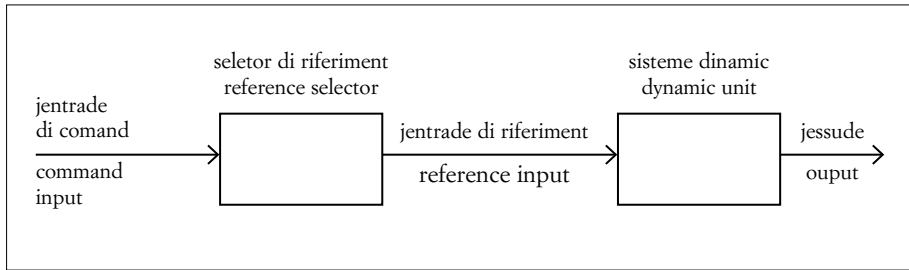 seletor di riferiment
reference selector
sisteme dinamic
dynamic unit
jentrade
di comand
command
input
jentrade di riferiment
reference input
jessude
ouput